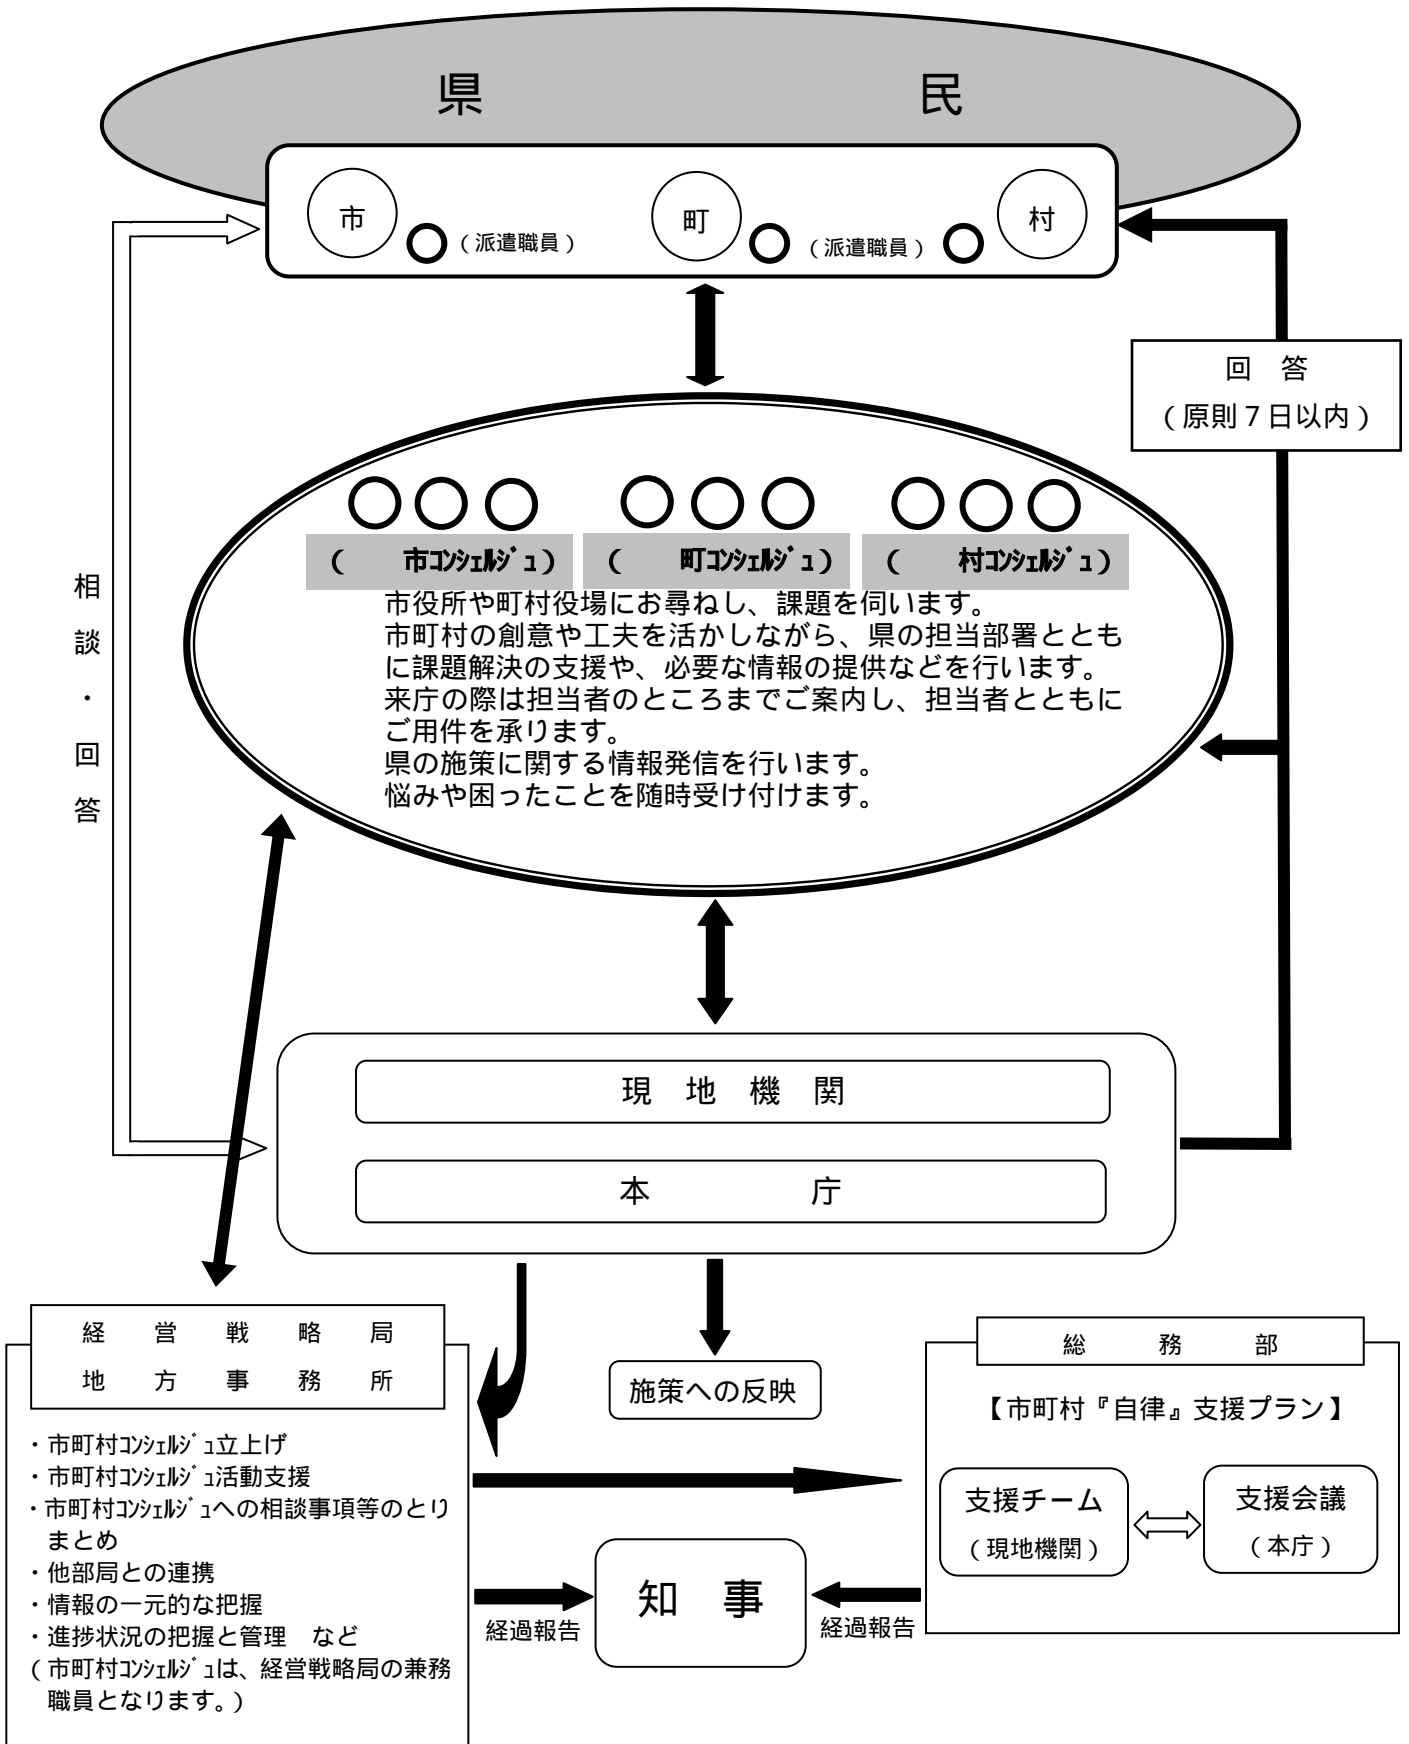 県 民
市 町 村
（派遣職員） （派遣職員）
回 答
（原則７日以内）
（ 市ｺﾝｼｪﾙｼﾞｭ） （ 町ｺﾝｼｪﾙｼﾞｭ） （ 村ｺﾝｼｪﾙｼﾞｭ）
市役所や町村役場にお尋ねし、課題を伺います。
市町村の創意や工夫を活かしながら、県の担当部署ととも
に課題解決の支援や、必要な情報の提供などを行います。
来庁の際は担当者のところまでご案内し、担当者とともに
ご用件を承ります。
県の施策に関する情報発信を行います。
悩みや困ったことを随時受け付けます。
相談・回答
現 地 機 関
本 庁
経 営 戦 略 局
地 方 事 務 所
・市町村ｺﾝｼｪﾙｼﾞｭ立上げ
・市町村ｺﾝｼｪﾙｼﾞｭ活動支援
・市町村ｺﾝｼｪﾙｼﾞｭへの相談事項等のとり
まとめ
・他部局との連携
・情報の一元的な把握
・進捗状況の把握と管理　など
（市町村ｺﾝｼｪﾙｼﾞｭは、経営戦略局の兼務
職員となります。）
施策への反映
総 務 部
【市町村『自律』支援プラン】
支援チーム
（現地機関）
支援会議
（本庁）
知 事
経過報告
経過報告